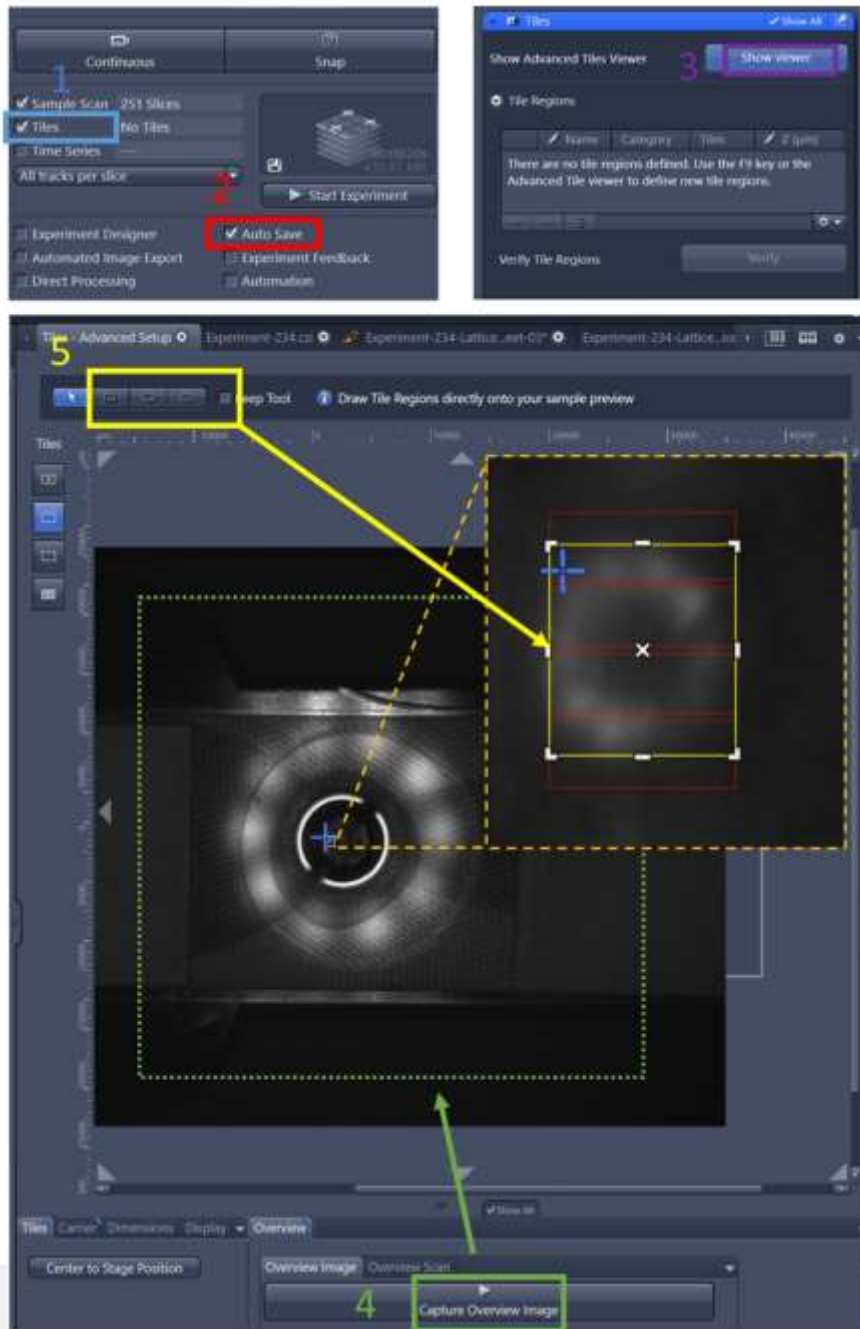 Continuous
Snap
1
Sample Scan 251 Slices
Tiles No Tiles
Time Series
All tracks per slice
2
Start Experiment
Experiment Designer
Auto Save
Automated Image Export
Experiment Feedback
Direct Processing
Automation
Tiles
Show All
Show Advanced Tiles Viewer
3
Show Viewer
Tile Regions
Name Category Tiles Z (µm)
There are no tile regions defined. Use the F9 key or the
Advanced Tile viewer to define new tile regions.
Verify Tile Regions
Verify
Tiles - Advanced Setup
Experiment-234.czi
5
Keep Tool
Draw Tile Regions directly onto your sample preview
Tiles
Show All
Tiles Carrier Dimensions Display
Overview
Center to Stage Position
Overview Image Overview Scan
4
Capture Overview Image